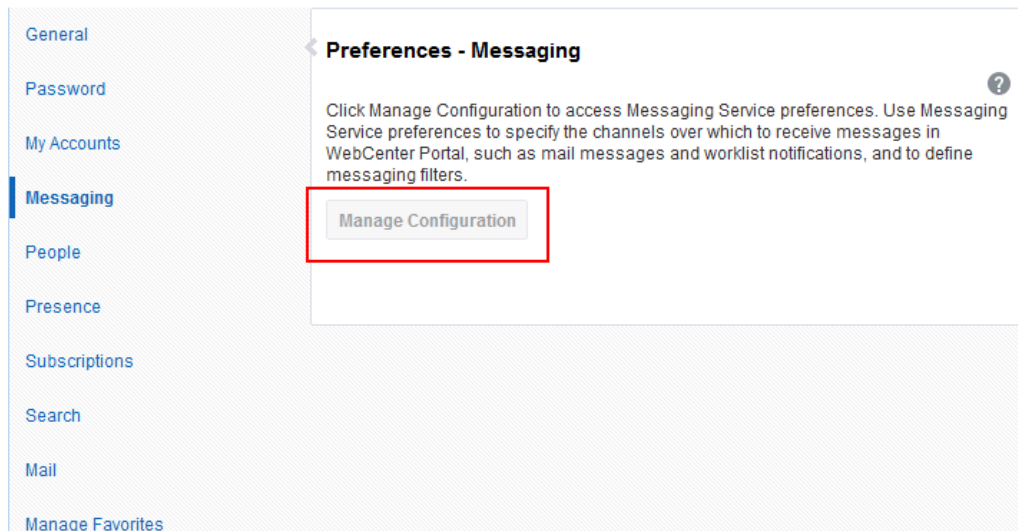 General
Password
My Accounts
Messaging
People
Presence
Subscriptions
Search
Mail
Manage Favorites
Preferences - Messaging
?
Click Manage Configuration to access Messaging Service preferences. Use Messaging
Service preferences to specify the channels over which to receive messages in
WebCenter Portal, such as mail messages and worklist notifications, and to define
messaging filters.
Manage Configuration